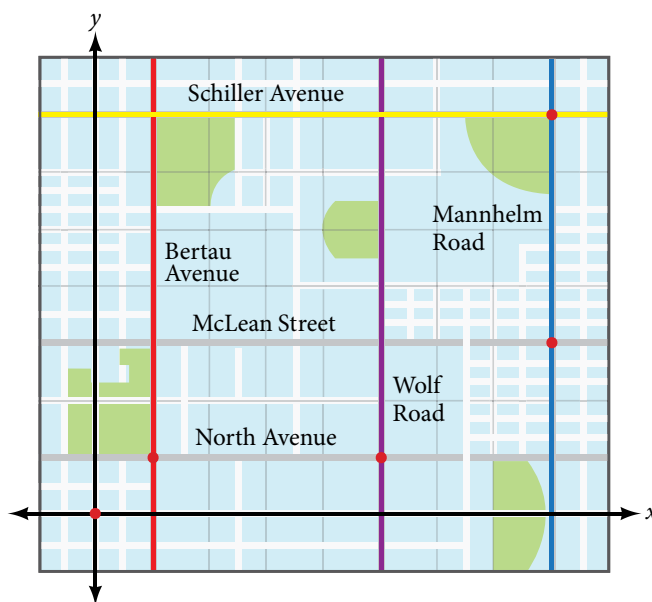 y
Schiller Avenue
Mannhelm
Road
Bertau
Avenue
McLean Street
Wolf
Road
North Avenue
x